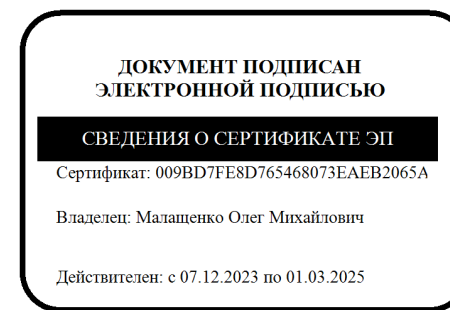 ДОКУМЕНТ ПОДПИСАН
ЭЛЕКТРОННОЙ ПОДПИСЬЮ
СВЕДЕНИЯ О СЕРТИФИКАТЕ ЭП
Сертификат: 009BD7FE8D765468073EAEB2065A
Владелец: Малащенко Олег Михайлович
Действителен: с 07.12.2023 по 01.03.2025